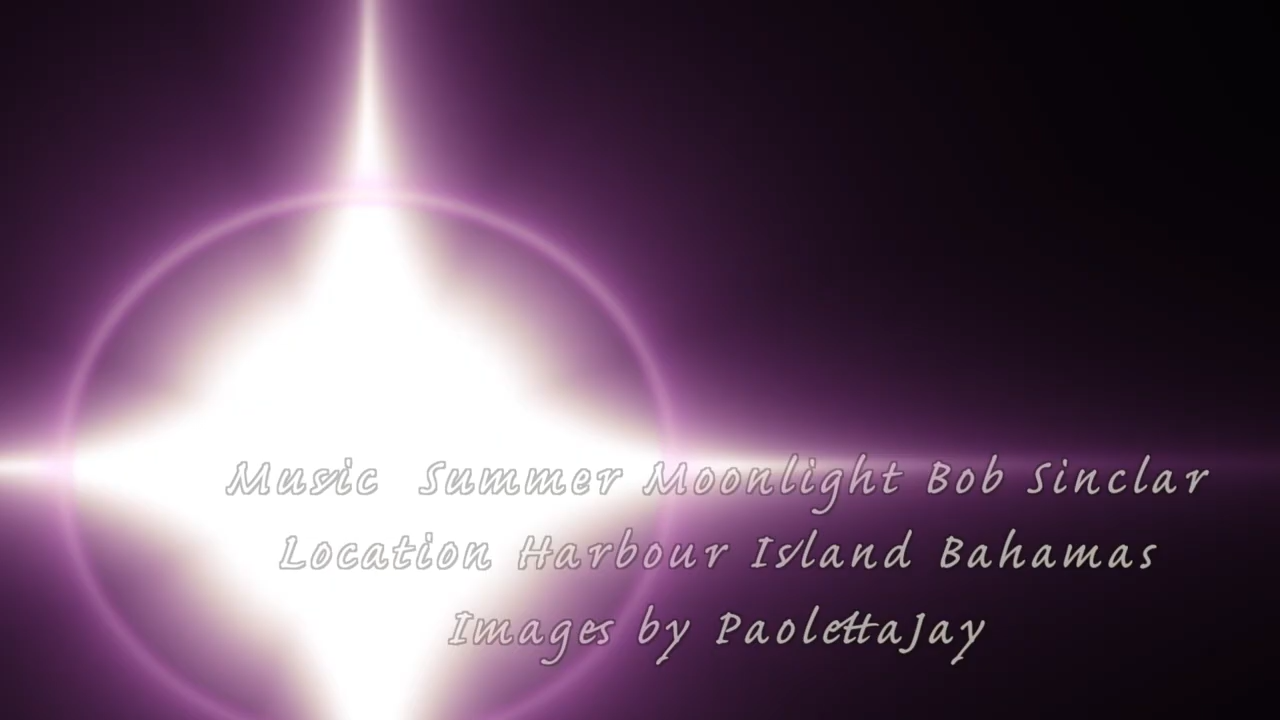 Music Summer Moonlight Bob Sinclar
Location Harbour Island Bahamas
Images by PaolettaJay